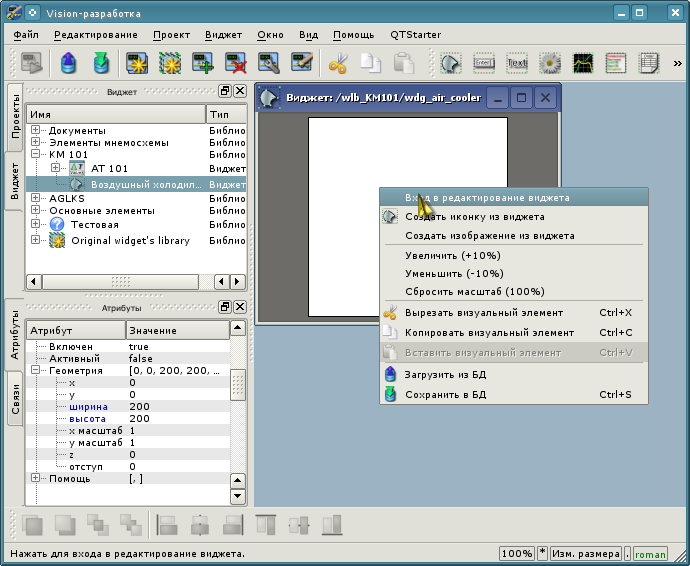 Vision-разработка
Файл Редактирование Проект Виджет Окно Вид Помощь QTStarter
Text
»
Виджет
Проекты
Виджет
Имя Тип
Документы Библио
Элементы мнемосхемы Библио
КМ 101 Библио
АТ 101 Виджет
Воздушный холодил... Виджет
AGLKS Библио
Основные элементы Библио
Тестовая Библио
Original widget's library Библио
Виджет: /wlb_KM101/wdg_air_cooler
Вход в редактирование виджета
Создать иконку из виджета
Создать изображение из виджета
Увеличить (+10%)
Уменьшить (-10%)
Сбросить масштаб (100%)
Вырезать визуальный элемент Ctrl+X
Копировать визуальный элемент Ctrl+C
Вставить визуальный элемент Ctrl+V
Загрузить из БД
Сохранить в БД Ctrl+S
Атрибуты
Атрибуты
Связи
Атрибут Значение
Включен true
Активный false
Геометрия [0, 0, 200, 200, ...
x 0
y 0
ширина 200
высота 200
x масштаб 1
y масштаб 1
z 0
отступ 0
Помощь [, ]
Нажать для входа в редактирование виджета.
100% * Изм. размера . roman